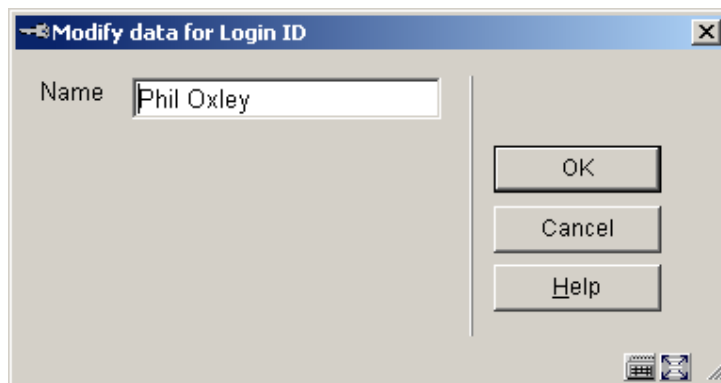 Modify data for Login ID
Name Phil Oxley
OK
Cancel
Help